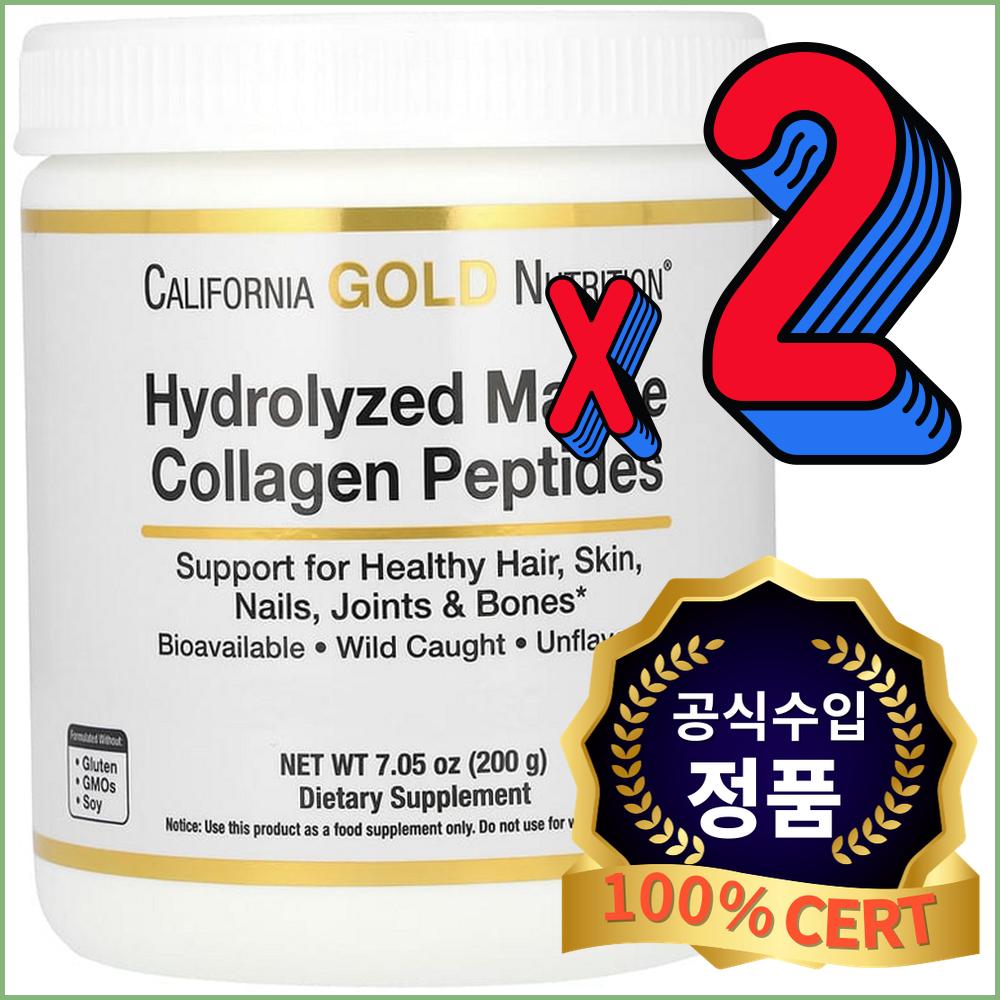 CALIFORNIA GOLD NUTRITION®
x2
Hydrolyzed Ma e
Collagen Peptides
Support for Healthy Hair, Skin,
Nails, Joints & Bones*
Bioavailable • Wild Caught •
Formulated Without:
• Gluten
• GMOs
• Soy
NET WT 7.05 oz (200 g)
Dietary Supplement
Notice: Use this product as a food supplement only. Do not use for
공식수입
정품
100% CERT